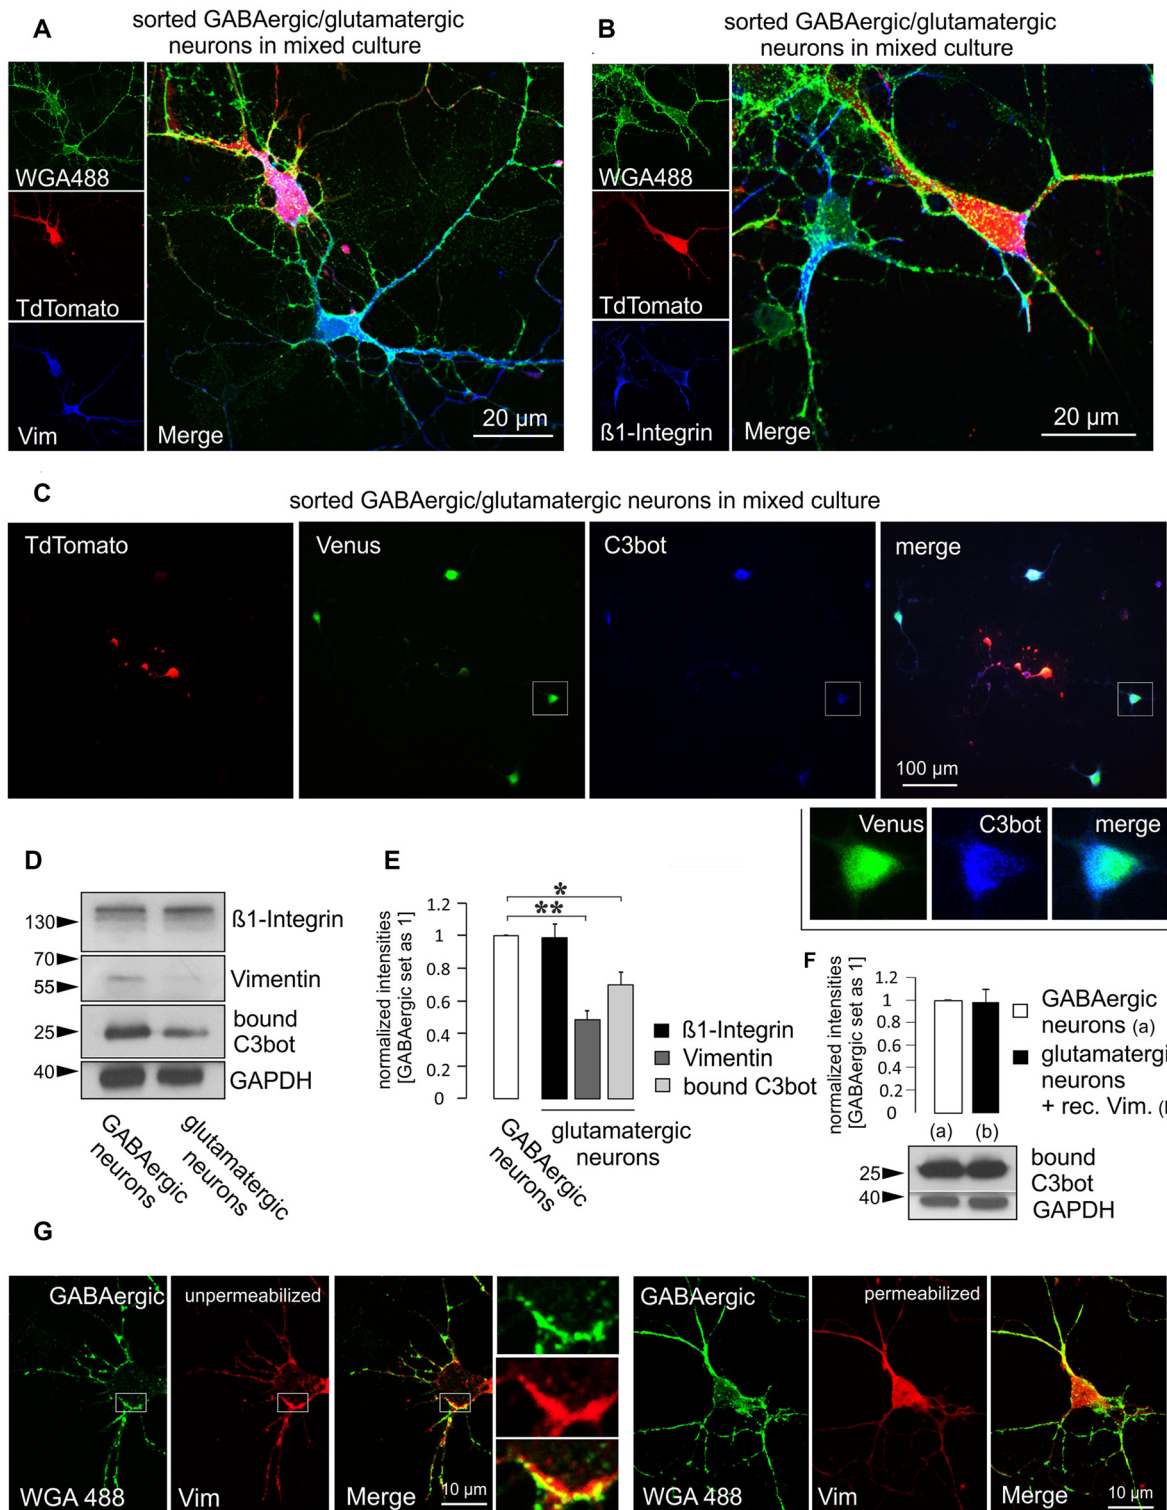 A
sorted GABAergic/glutamatergic
neurons in mixed culture
WGA488
TdTomato
Vim
Merge
20 µm
B
sorted GABAergic/glutamatergic
neurons in mixed culture
WGA488
TdTomato
ß1-Integrin
Merge
20 µm
C
sorted GABAergic/glutamatergic neurons in mixed culture
TdTomato
Venus
C3bot
merge
100 µm
Venus
C3bot
merge
D
130
ß1-Integrin
70
55
Vimentin
25
bound
C3bot
40
GAPDH
GABAergic
neurons
glutamatergic
neurons
E
normalized intensities
[GABAergic set as 1]
1.2
1
0.8
0.6
0.4
0.2
0
*
**
ß1-Integrin
Vimentin
bound C3bot
GABAergic
neurons
glutamatergic
neurons
F
normalized intensities
[GABAergic set as 1]
1.2
1
0.8
0.6
0.4
0.2
0
GABAergic
neurons (a)
glutamatergi
neurons
+ rec. Vim. (
(a)
(b)
25
bound
C3bot
40
GAPDH
G
GABAergic
WGA 488
unpermeabilized
Vim
Merge
10 µm
GABAergic
WGA 488
permeabilized
Vim
Merge
10 µm